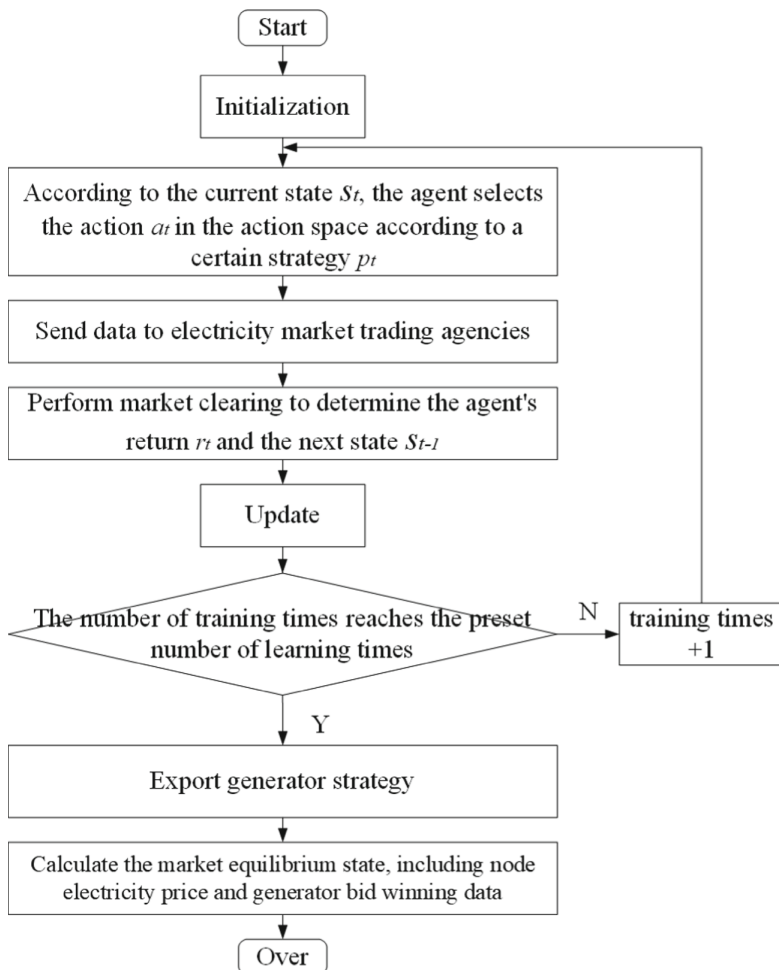 Start
Initialization
According to the current state St, the agent selects
the action at in the action space according to a
certain strategy pt
Send data to electricity market trading agencies
Perform market clearing to determine the agent's
return rt and the next state St-1
Update
The number of training times reaches the preset
number of learning times
N
training times
+1
Y
Export generator strategy
Calculate the market equilibrium state, including node
electricity price and generator bid winning data
Over